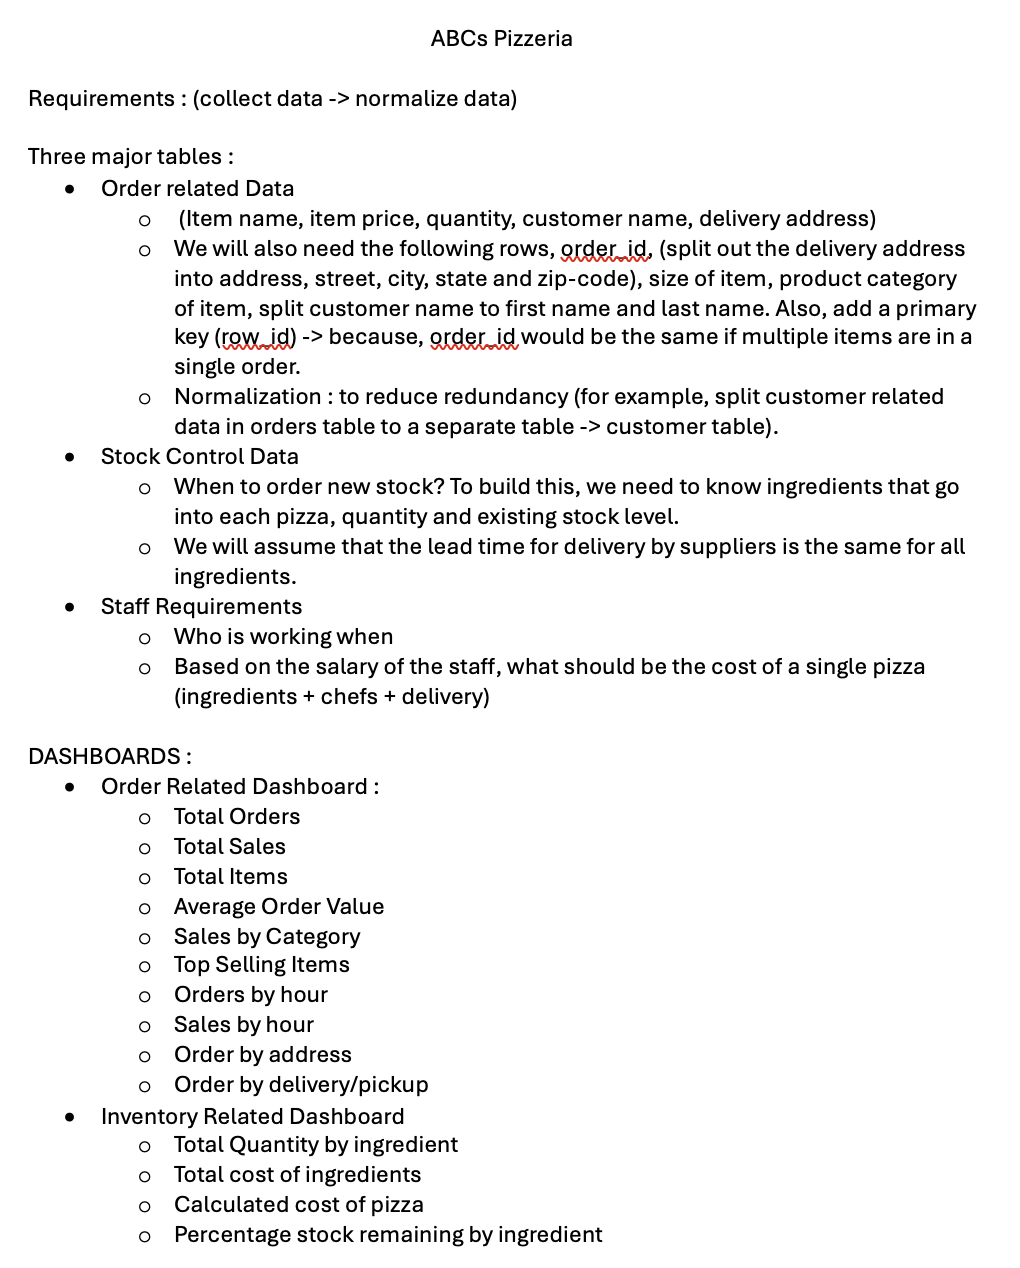 ABCs Pizzeria
Requirements : (collect data -> normalize data)
Three major tables :
• Order related Data
o (Item name, item price, quantity, customer name, delivery address)
o We will also need the following rows, order_id, (split out the delivery address
into address, street, city, state and zip-code), size of item, product category
of item, split customer name to first name and last name. Also, add a primary
key (row_id) -> because, order_id would be the same if multiple items are in a
single order.
o Normalization : to reduce redundancy (for example, split customer related
data in orders table to a separate table -> customer table).
• Stock Control Data
o When to order new stock? To build this, we need to know ingredients that go
into each pizza, quantity and existing stock level.
o We will assume that the lead time for delivery by suppliers is the same for all
ingredients.
• Staff Requirements
o Who is working when
o Based on the salary of the staff, what should be the cost of a single pizza
(ingredients + chefs + delivery)
DASHBOARDS :
• Order Related Dashboard :
o Total Orders
o Total Sales
o Total Items
o Average Order Value
o Sales by Category
o Top Selling Items
o Orders by hour
o Sales by hour
o Order by address
o Order by delivery/pickup
• Inventory Related Dashboard
o Total Quantity by ingredient
o Total cost of ingredients
o Calculated cost of pizza
o Percentage stock remaining by ingredient